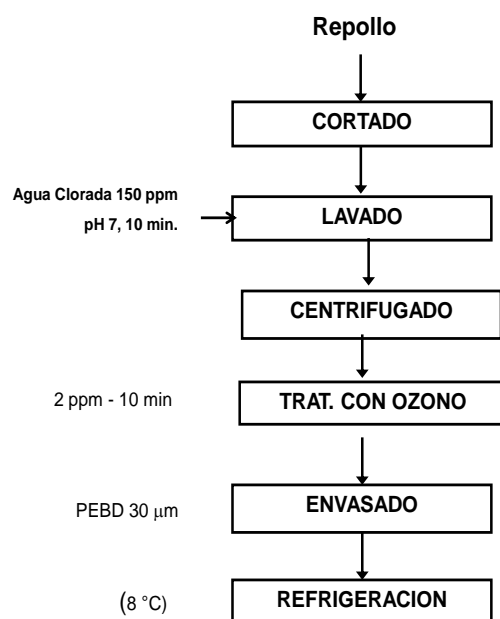 Repollo
CORTADO
Agua Clorada 150 ppm
pH 7, 10 min.
LAVADO
CENTRIFUGADO
2 ppm - 10 min
TRAT. CON OZONO
PEBD 30 μm
ENVASADO
(8 °C)
REFRIGERACION